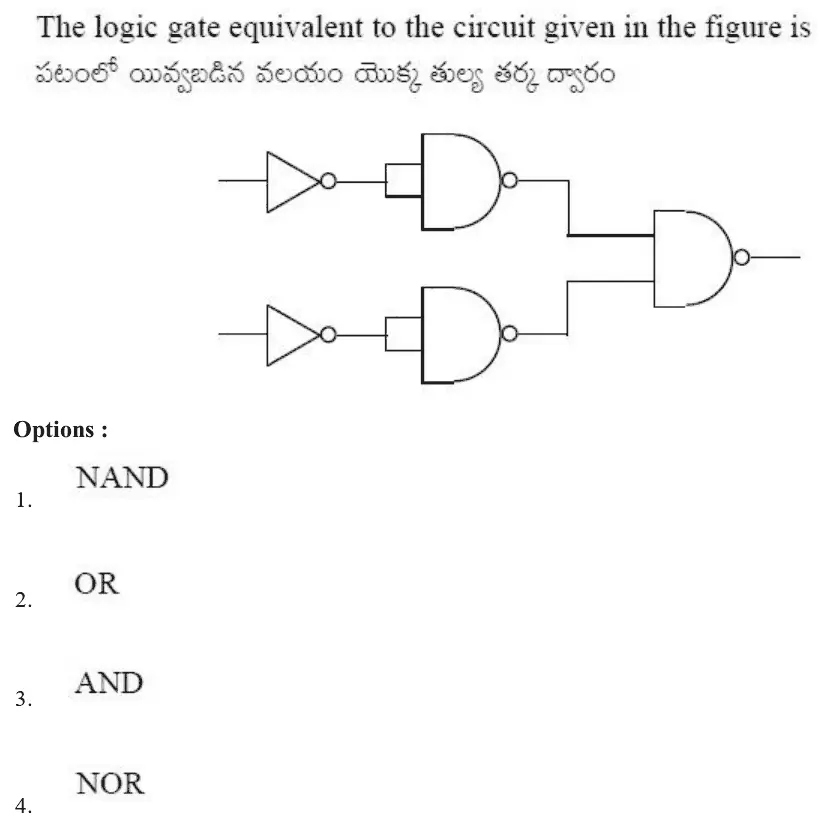 The logic gate equivalent to the circuit given in the figure is
పటంలో యివ్వబడిన వలయం యొక్క తుల్య తర్క ద్వారం
Options :
1. NAND
2. OR
3. AND
4. NOR